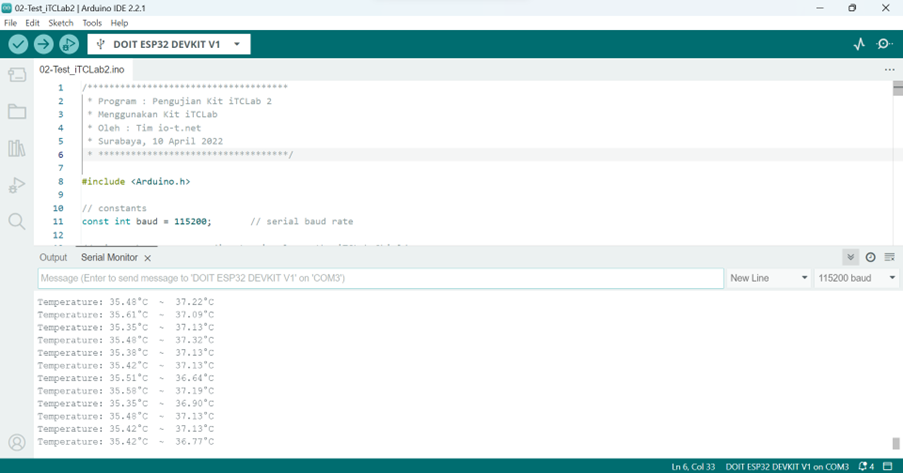 02-Test_iTCLab2 | Arduino IDE 2.2.1
File Edit Sketch Tools Help
DOIT ESP32 DEVKIT V1
02-Test_iTCLab2.ino
1 /**************************************
2 * Program : Pengujian Kit iTCLab 2
3 * Menggunakan Kit iTCLab
4 * Oleh : Tim io-t.net
5 * Surabaya, 10 April 2022
6 * ************************************/
7
8 #include <Arduino.h>
9
10 // constants
11 const int baud = 115200; // serial baud rate
12
Output Serial Monitor
Message (Enter to send message to 'DOIT ESP32 DEVKIT V1' on 'COM3')
New Line
115200 baud
Temperature: 35.48°C ~ 37.22°C
Temperature: 35.61°C ~ 37.09°C
Temperature: 35.35°C ~ 37.13°C
Temperature: 35.48°C ~ 37.32°C
Temperature: 35.38°C ~ 37.13°C
Temperature: 35.42°C ~ 37.13°C
Temperature: 35.51°C ~ 36.64°C
Temperature: 35.58°C ~ 37.19°C
Temperature: 35.35°C ~ 36.90°C
Temperature: 35.48°C ~ 37.13°C
Temperature: 35.42°C ~ 37.13°C
Temperature: 35.42°C ~ 36.77°C
Ln 6, Col 33 DOIT ESP32 DEVKIT V1 on COM3 4